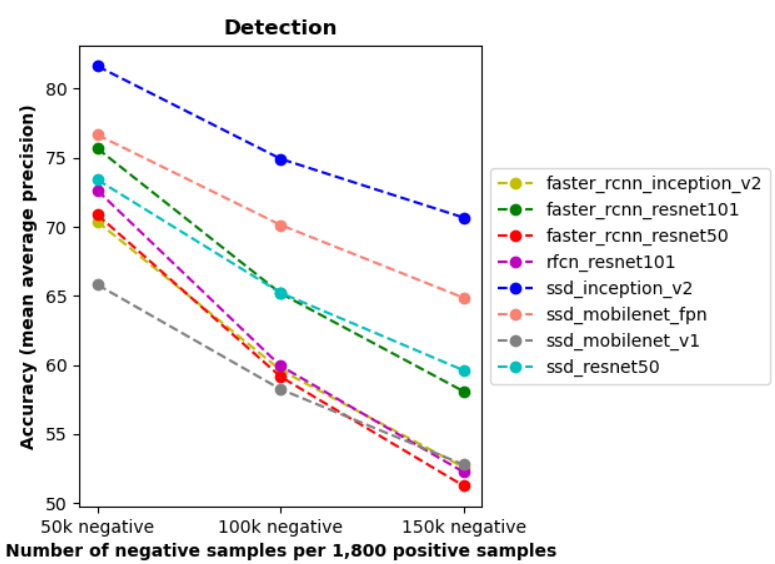 Detection
Accuracy (mean average precision)
80
75
70
65
60
55
50
50k negative 100k negative 150k negative
Number of negative samples per 1,800 positive samples
faster_rcnn_inception_v2
faster_rcnn_resnet101
faster_rcnn_resnet50
rfcn_resnet101
ssd_inception_v2
ssd_mobilenet_fpn
ssd_mobilenet_v1
ssd_resnet50